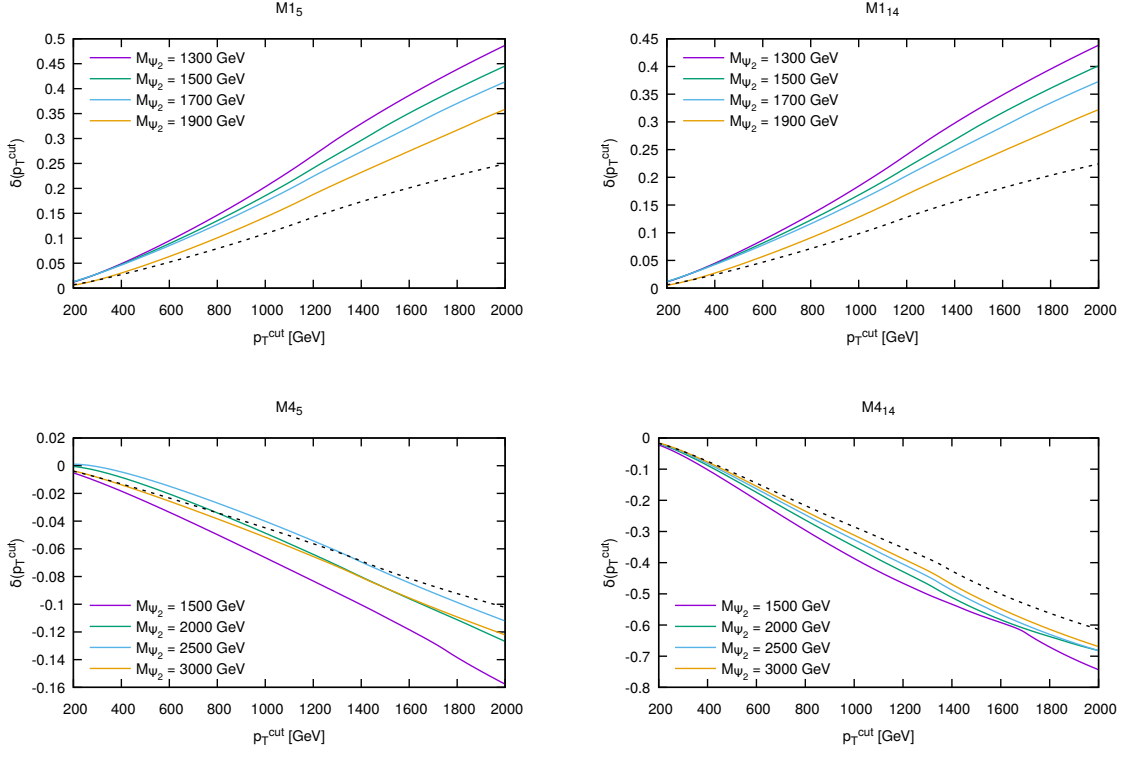 M1₅
δ(p_T^cut)
0.5
0.45
0.4
0.35
0.3
0.25
0.2
0.15
0.1
0.05
0
M_Ψ₂ = 1300 GeV
M_Ψ₂ = 1500 GeV
M_Ψ₂ = 1700 GeV
M_Ψ₂ = 1900 GeV
200 400 600 800 1000 1200 1400 1600 1800 2000
p_T^cut [GeV]
M1₁₄
δ(p_T^cut)
0.45
0.4
0.35
0.3
0.25
0.2
0.15
0.1
0.05
0
M_Ψ₂ = 1300 GeV
M_Ψ₂ = 1500 GeV
M_Ψ₂ = 1700 GeV
M_Ψ₂ = 1900 GeV
200 400 600 800 1000 1200 1400 1600 1800 2000
p_T^cut [GeV]
M4₅
δ(p_T^cut)
0.02
0
-0.02
-0.04
-0.06
-0.08
-0.1
-0.12
-0.14
-0.16
M_Ψ₂ = 1500 GeV
M_Ψ₂ = 2000 GeV
M_Ψ₂ = 2500 GeV
M_Ψ₂ = 3000 GeV
200 400 600 800 1000 1200 1400 1600 1800 2000
p_T^cut [GeV]
M4₁₄
δ(p_T^cut)
0
-0.1
-0.2
-0.3
-0.4
-0.5
-0.6
-0.7
-0.8
M_Ψ₂ = 1500 GeV
M_Ψ₂ = 2000 GeV
M_Ψ₂ = 2500 GeV
M_Ψ₂ = 3000 GeV
200 400 600 800 1000 1200 1400 1600 1800 2000
p_T^cut [GeV]